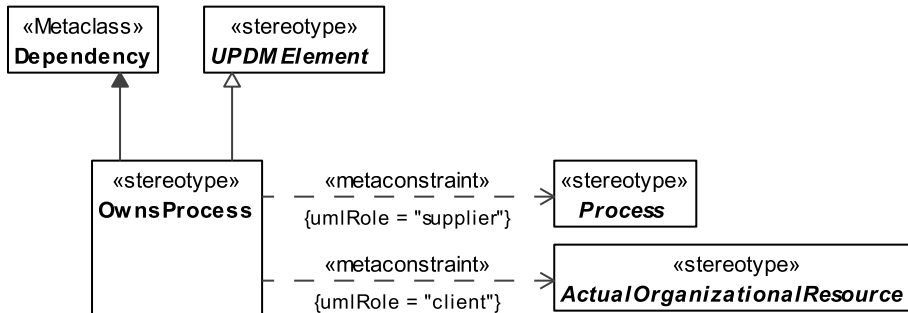 «Metaclass»
Dependency
«stereotype»
UPDMElement
«stereotype»
OwnsProcess
«metaconstraint»
{umlRole = "supplier"}
«stereotype»
Process
«metaconstraint»
{umlRole = "client"}
«stereotype»
ActualOrganizationalResource